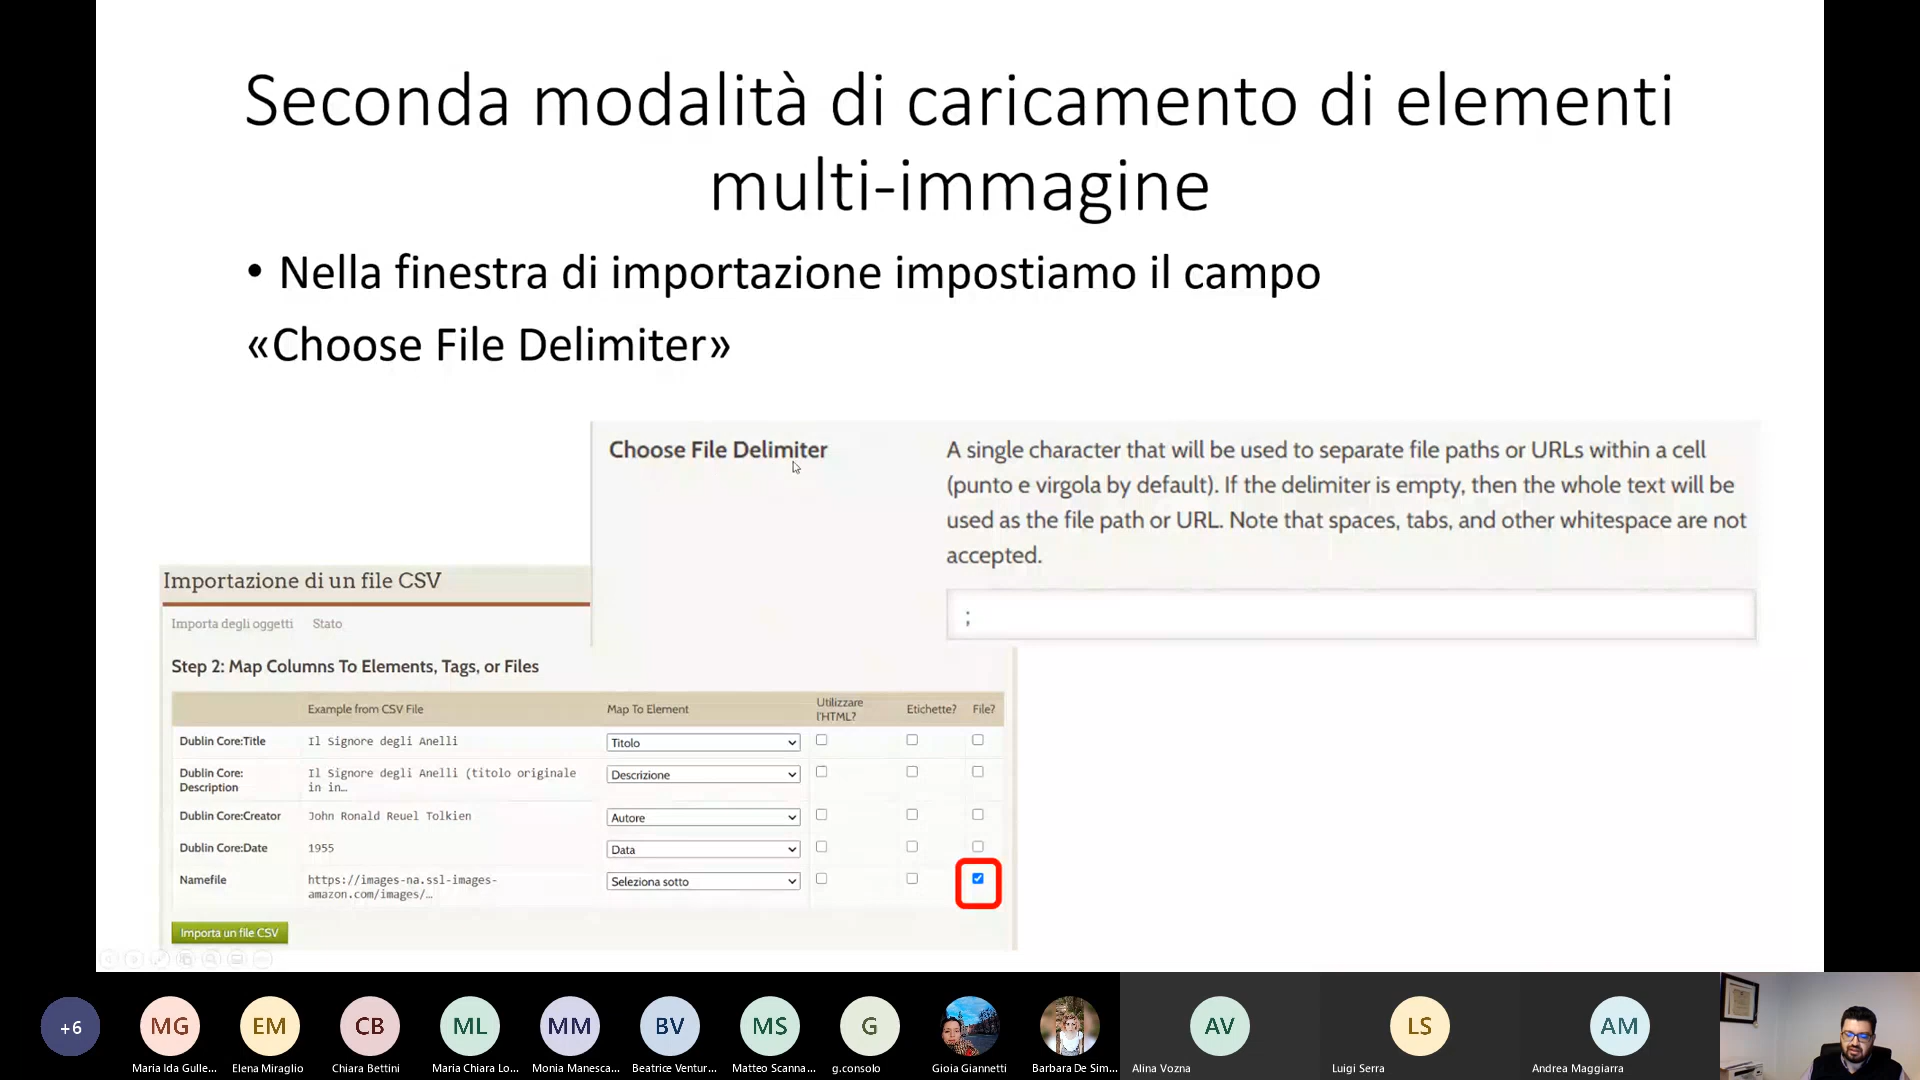 Seconda modalità di caricamento di elementi
multi-immagine
• Nella finestra di importazione impostiamo il campo
«Choose File Delimiter»
Choose File Delimiter
A single character that will be used to separate file paths or URLs within a cell
(punto e virgola by default). If the delimiter is empty, then the whole text will be
used as the file path or URL. Note that spaces, tabs, and other whitespace are not
accepted.
;
Importazione di un file CSV
Importa degli oggetti Stato
Step 2: Map Columns To Elements, Tags, or Files
Example from CSV File Map To Element Utilizzare l'HTML? Etichette? File?
Dublin Core:Title Il Signore degli Anelli Titolo
Dublin Core: Il Signore degli Anelli (titolo originale Descrizione
Description in in…
Dublin Core:Creator John Ronald Reuel Tolkien Autore
Dublin Core:Date 1955 Data
Namefile https://images-na.ssl-images- Seleziona sotto
amazon.com/images/…
Importa un file CSV
+6 MG EM CB ML MM BV MS G AV LS AM
Maria Ida Gulle... Elena Miraglio Chiara Bettini Maria Chiara Lo... Monia Manesca... Beatrice Ventur... Matteo Scanna... g.consolo Gioia Giannetti Barbara De Sim... Alina Vozna Luigi Serra Andrea Maggiarra